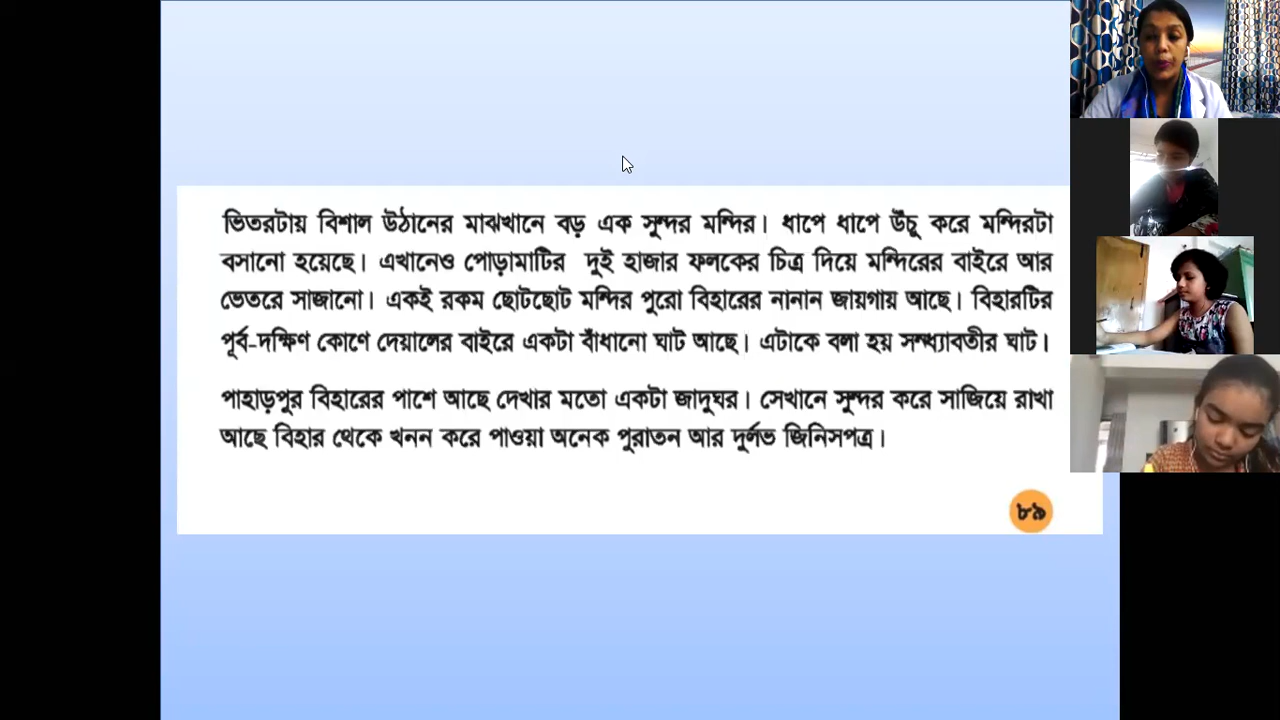 ভিতরটায় বিশাল উঠানের মাঝখানে বড় এক সুন্দর মন্দির। ধাপে ধাপে উঁচু করে মন্দিরটা
বসানো হয়েছে। এখানেও পোড়ামাটির দুই হাজার ফলকের চিত্র দিয়ে মন্দিরের বাইরে আর
ভেতরে সাজানো। একই রকম ছোটছোট মন্দির পুরো বিহারের নানান জায়গায় আছে। বিহারটির
পূর্ব-দক্ষিণ কোণে দেয়ালের বাইরে একটা বাঁধানো ঘাট আছে। এটাকে বলা হয় সন্ধ্যাবতীর ঘাট।
পাহাড়পুর বিহারের পাশে আছে দেখার মতো একটা জাদুঘর। সেখানে সুন্দর করে সাজিয়ে রাখা
আছে বিহার থেকে খনন করে পাওয়া অনেক পুরাতন আর দুর্লভ জিনিসপত্র।
৮৯